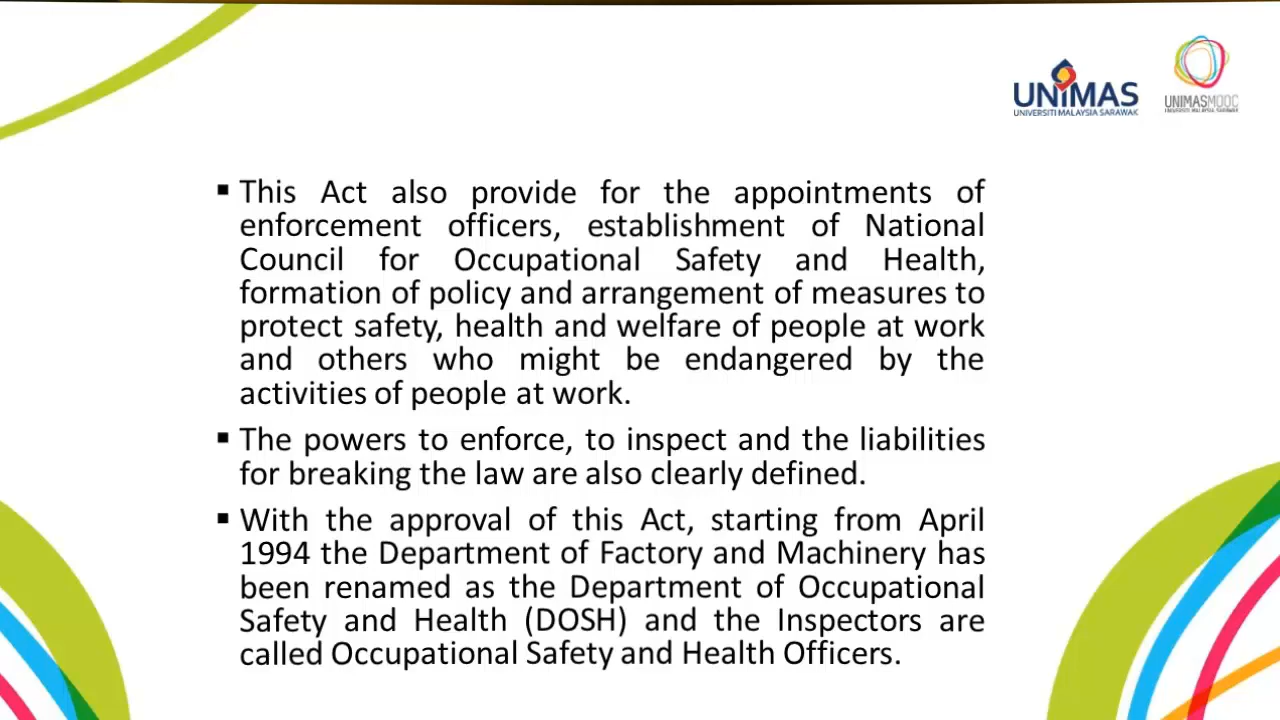 UNIMAS
UNIVERSITI MALAYSIA SARAWAK
UNIMASMOOC
UNIVERSITI MALAYSIA SARAWAK
▪ This Act also provide for the appointments of
enforcement officers, establishment of National
Council for Occupational Safety and Health,
formation of policy and arrangement of measures to
protect safety, health and welfare of people at work
and others who might be endangered by the
activities of people at work.
▪ The powers to enforce, to inspect and the liabilities
for breaking the law are also clearly defined.
▪ With the approval of this Act, starting from April
1994 the Department of Factory and Machinery has
been renamed as the Department of Occupational
Safety and Health (DOSH) and the Inspectors are
called Occupational Safety and Health Officers.